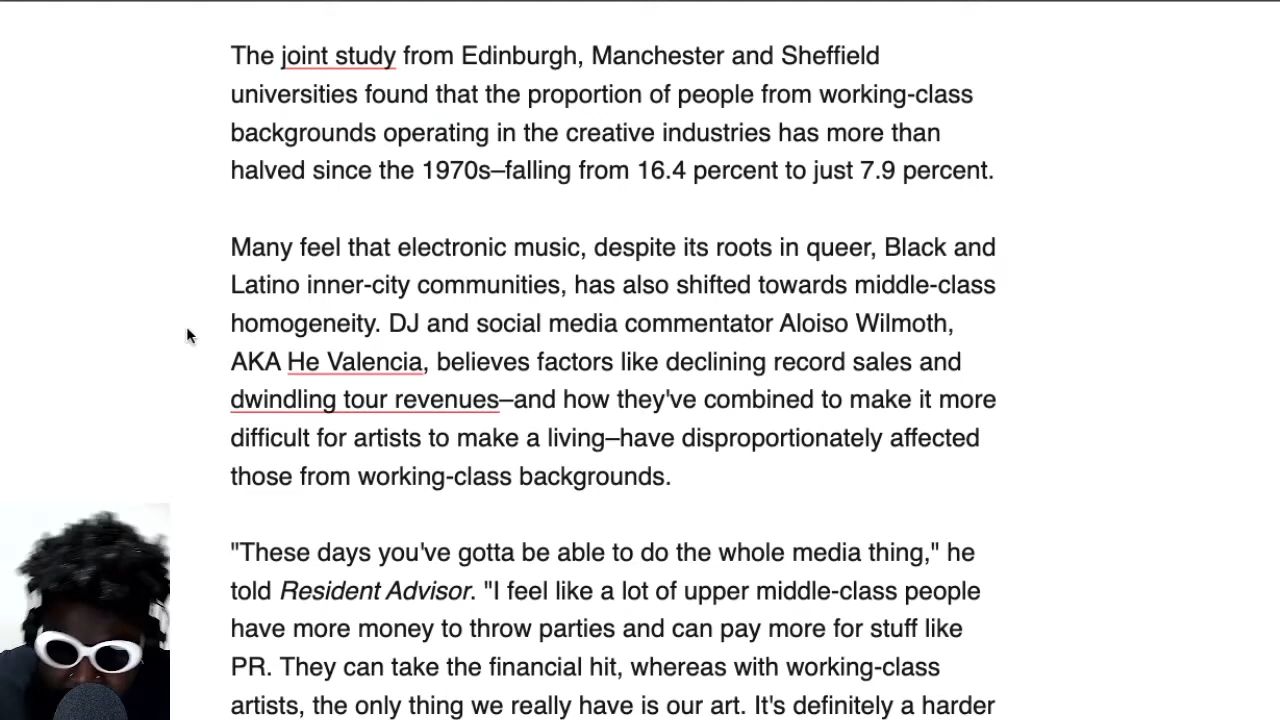 The joint study from Edinburgh, Manchester and Sheffield
universities found that the proportion of people from working-class
backgrounds operating in the creative industries has more than
halved since the 1970s–falling from 16.4 percent to just 7.9 percent.
Many feel that electronic music, despite its roots in queer, Black and
Latino inner-city communities, has also shifted towards middle-class
homogeneity. DJ and social media commentator Aloiso Wilmoth,
AKA He Valencia, believes factors like declining record sales and
dwindling tour revenues–and how they've combined to make it more
difficult for artists to make a living–have disproportionately affected
those from working-class backgrounds.
"These days you've gotta be able to do the whole media thing," he
told Resident Advisor. "I feel like a lot of upper middle-class people
have more money to throw parties and can pay more for stuff like
PR. They can take the financial hit, whereas with working-class
artists, the only thing we really have is our art. It's definitely a harder